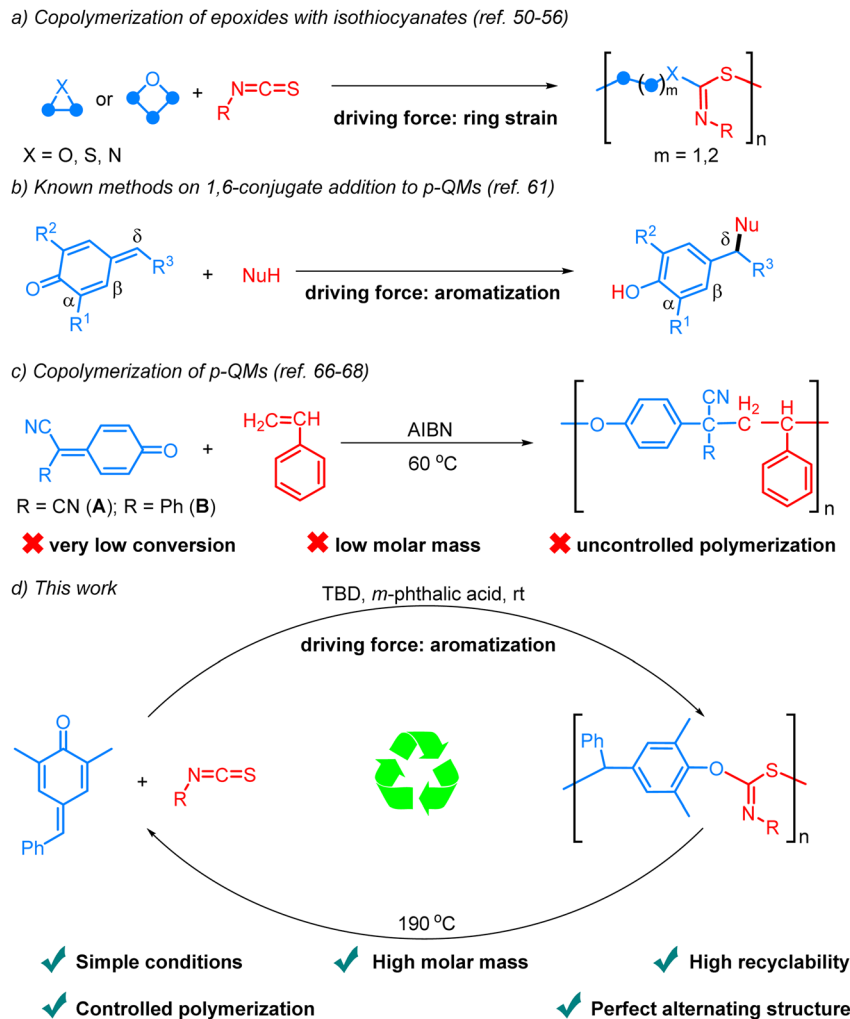 a) Copolymerization of epoxides with isothiocyanates (ref. 50-56)
X
or
O
+
N=C=S
R
driving force: ring strain
X = O, S, N
( )m
X
S
N
R
n
m = 1,2
b) Known methods on 1,6-conjugate addition to p-QMs (ref. 61)
R2
δ
R3
O
α
β
R1
+
NuH
driving force: aromatization
Nu
δ
R2
R3
HO
α
β
R1
c) Copolymerization of p-QMs (ref. 66-68)
NC
R
O
+
H2C=CH
AIBN
60 °C
O
CN
R
H2
C
H
C
n
R = CN (A); R = Ph (B)
very low conversion
low molar mass
uncontrolled polymerization
d) This work
TBD, m-phthalic acid, rt
driving force: aromatization
O
Ph
+
N=C=S
R
Ph
O
S
N
R
n
190 °C
Simple conditions
High molar mass
High recyclability
Controlled polymerization
Perfect alternating structure